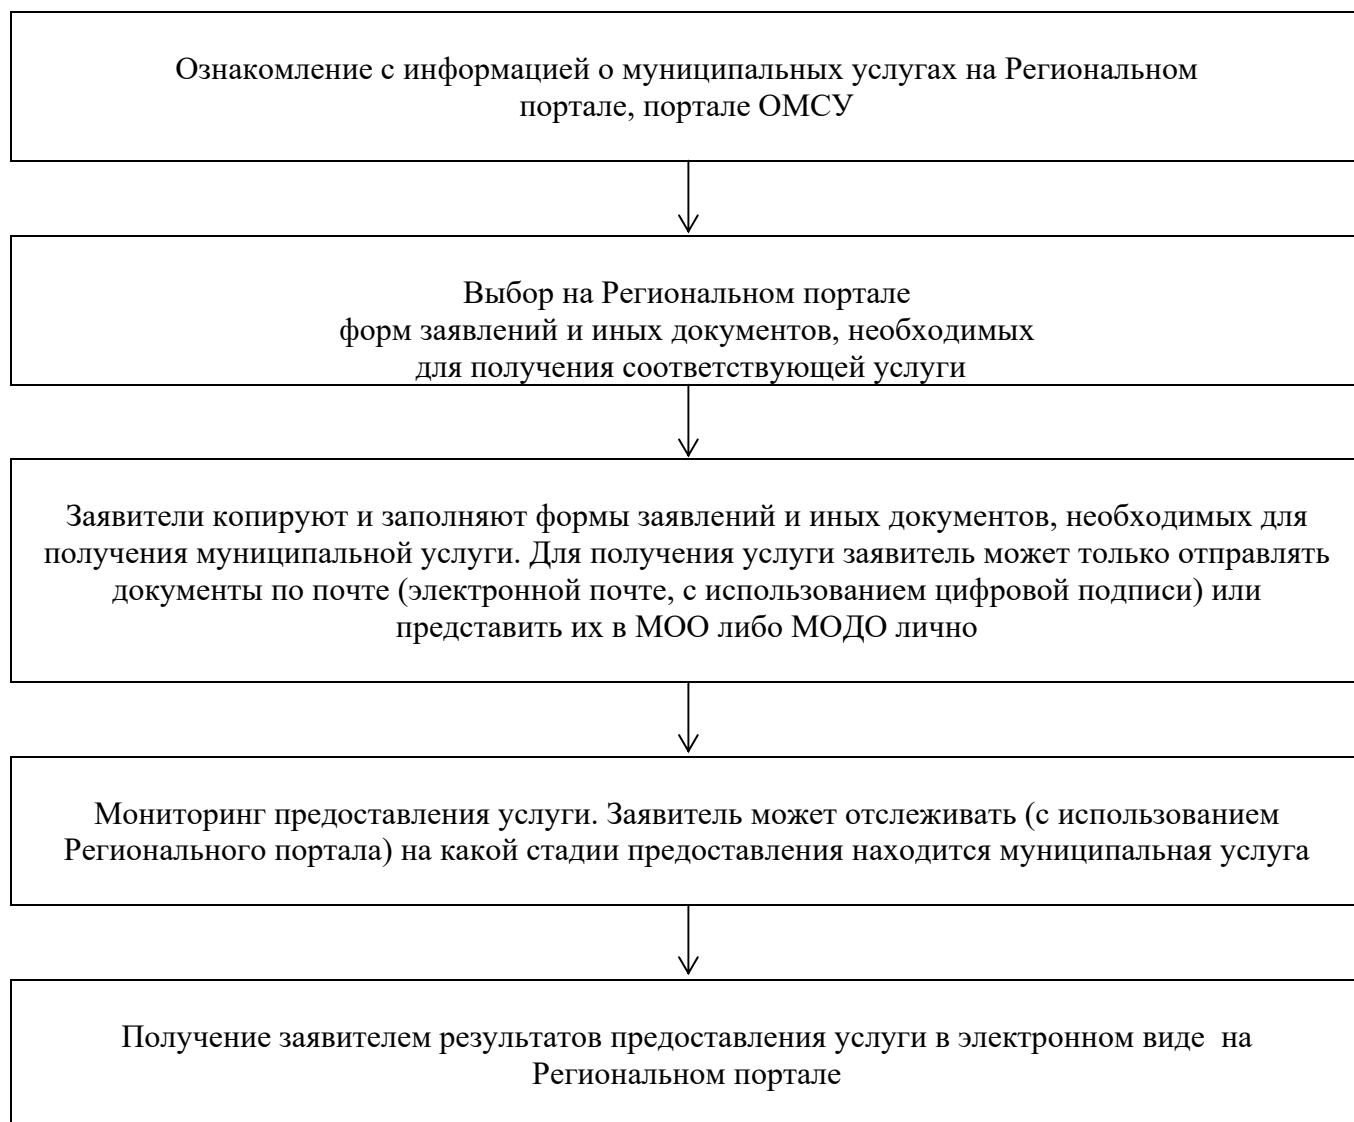 Ознакомление с информацией о муниципальных услугах на Региональном
портале, портале ОМСУ
Выбор на Региональном портале
форм заявлений и иных документов, необходимых
для получения соответствующей услуги
Заявители копируют и заполняют формы заявлений и иных документов, необходимых для
получения муниципальной услуги. Для получения услуги заявитель может только отправлять
документы по почте (электронной почте, с использованием цифровой подписи) или
представить их в МОО либо МОДО лично
Мониторинг предоставления услуги. Заявитель может отслеживать (с использованием
Регионального портала) на какой стадии предоставления находится муниципальная услуга
Получение заявителем результатов предоставления услуги в электронном виде  на
Региональном портале